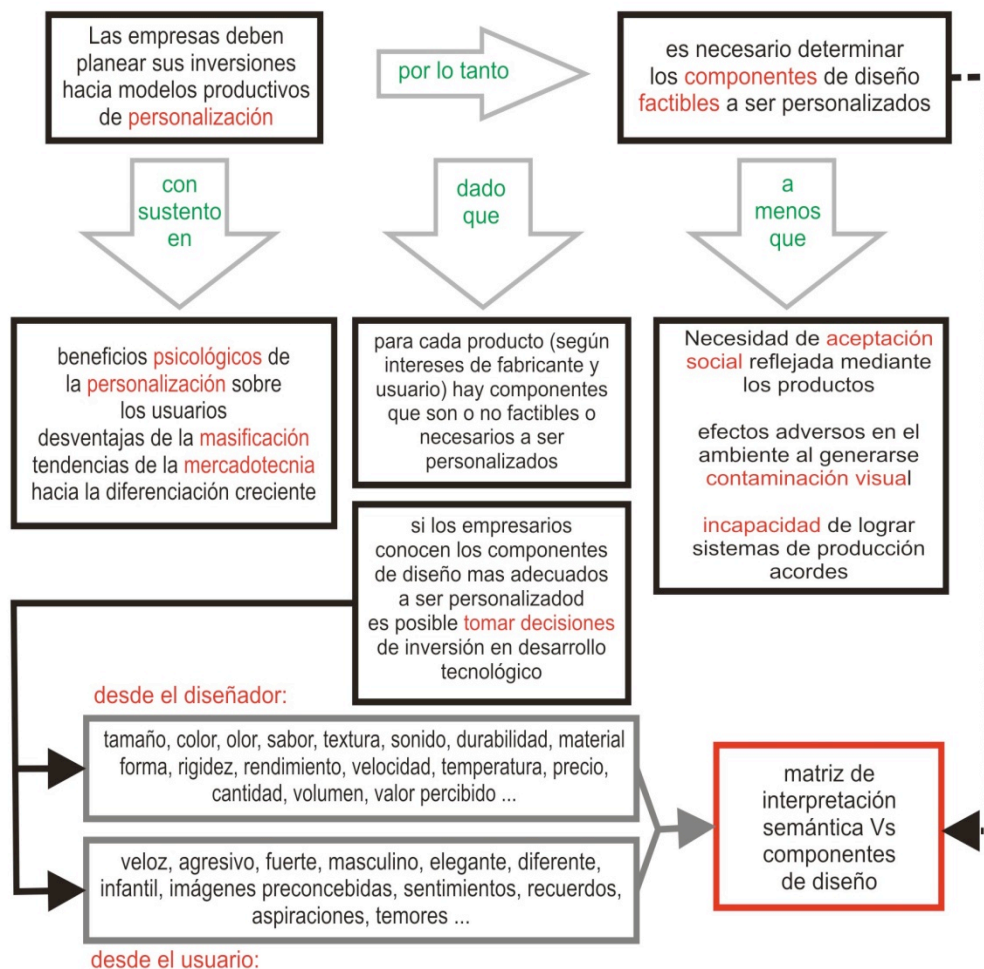 Las empresas deben
planear sus inversiones
hacia modelos productivos
de personalización
por lo tanto
es necesario determinar
los componentes de diseño
factibles a ser personalizados
con
sustento
en
dado
que
a
menos
que
beneficios psicológicos de
la personalización sobre
los usuarios
desventajas de la masificación
tendencias de la mercadotecnia
hacia la diferenciación creciente
para cada producto (según
intereses de fabricante y
usuario) hay componentes
que son o no factibles o
necesarios a ser
personalizados
Necesidad de aceptación
social reflejada mediante
los productos
efectos adversos en el
ambiente al generarse
contaminación visual
incapacidad de lograr
sistemas de producción
acordes
si los empresarios
conocen los componentes
de diseño mas adecuados
a ser personalizadod
es posible tomar decisiones
de inversión en desarrollo
tecnológico
desde el diseñador:
tamaño, color, olor, sabor, textura, sonido, durabilidad, material
forma, rigidez, rendimiento, velocidad, temperatura, precio,
cantidad, volumen, valor percibido ...
veloz, agresivo, fuerte, masculino, elegante, diferente,
infantil, imágenes preconcebidas, sentimientos, recuerdos,
aspiraciones, temores ...
desde el usuario:
matriz de
interpretación
semántica Vs
componentes
de diseño